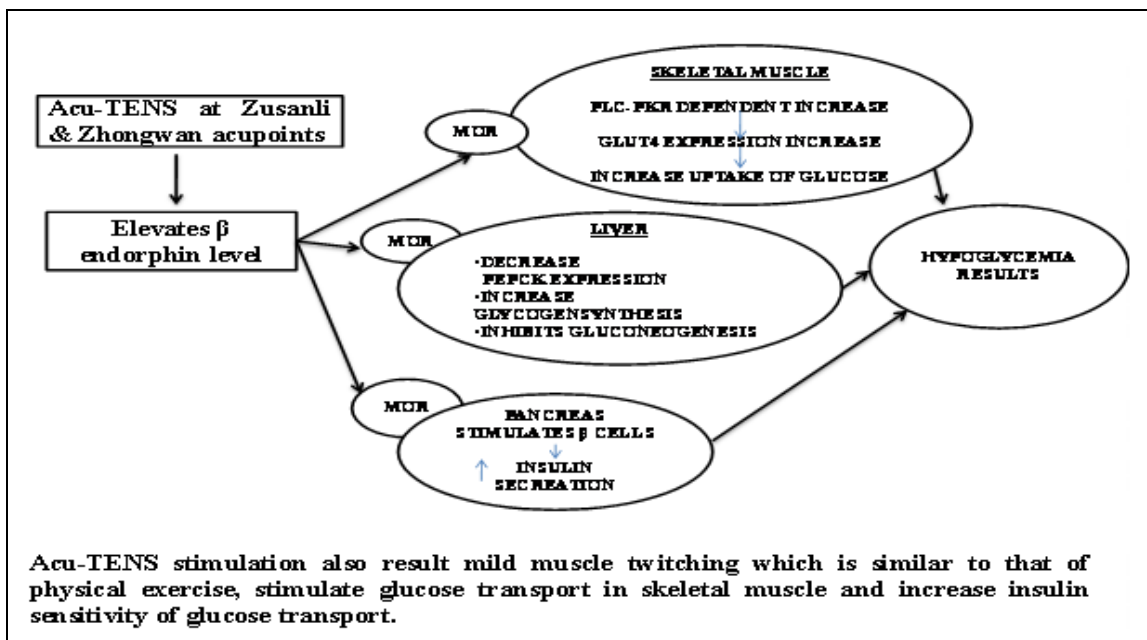 Acu-TENS at Zusanli
& Zhongwan acupoints
Elevates β
endorphin level
MOR
SKELETAL MUSCLE
PLC-PKR DEPENDENT INCREASE
GLUT4 EXPRESSION INCREASE
INCREASE UPTAKE OF GLUCOSE
MOR
LIVER
•DECREASE
PEPCK EXPRESSION
•INCREASE
GLYCOGENSYNTHESIS
•INHIBITS GLUCONEOGENESIS
MOR
PANCREAS
STIMULATES β CELLS
↓
↑ INSULIN
SECREATION
HYPOGLYCEMIA
RESULTS
Acu-TENS stimulation also result mild muscle twitching which is similar to that of
physical exercise, stimulate glucose transport in skeletal muscle and increase insulin
sensitivity of glucose transport.